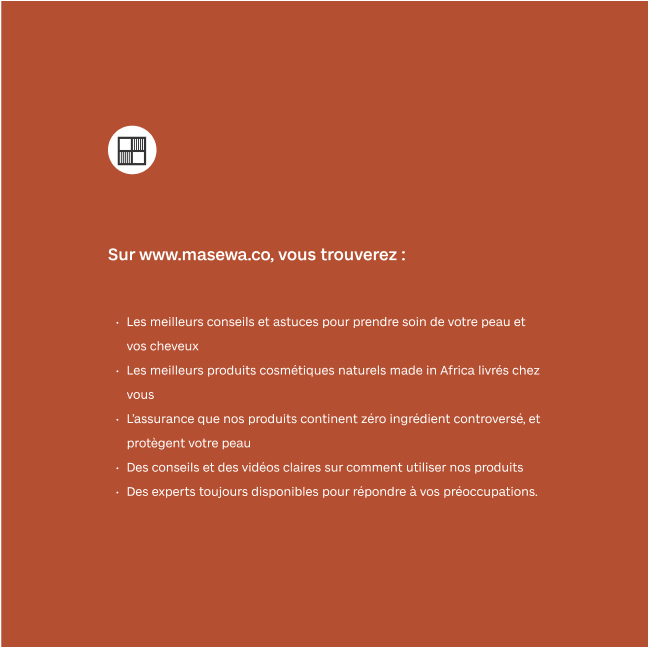 Sur www.masewa.co, vous trouverez :
• Les meilleurs conseils et astuces pour prendre soin de votre peau et
vos cheveux
• Les meilleurs produits cosmétiques naturels made in Africa livrés chez
vous
• L'assurance que nos produits continent zéro ingrédient controversé, et
protègent votre peau
• Des conseils et des vidéos claires sur comment utiliser nos produits
• Des experts toujours disponibles pour répondre à vos préoccupations.